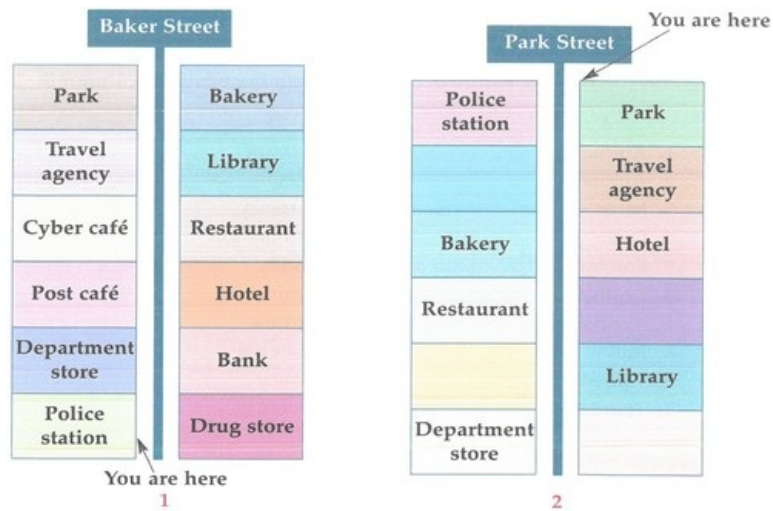 Baker Street
Park
Travel
agency
Cyber café
Post café
Department
store
Police
station
Bakery
Library
Restaurant
Hotel
Bank
Drug store
You are here
1
You are here
Park Street
Police
station
Bakery
Restaurant
Department
store
Park
Travel
agency
Hotel
Library
2